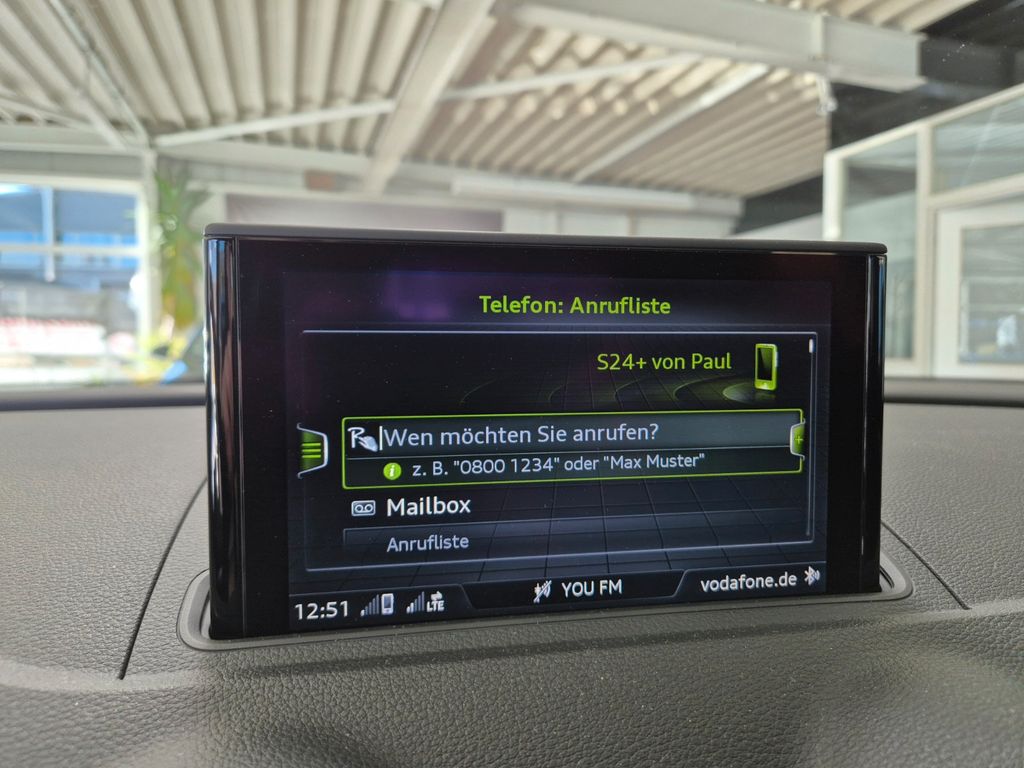 Telefon: Anrufliste
S24+ von Paul
Wen möchten Sie anrufen?
z. B. "0800 1234" oder "Max Muster"
Mailbox
Anrufliste
12:51 LTE YOU FM vodafone.de